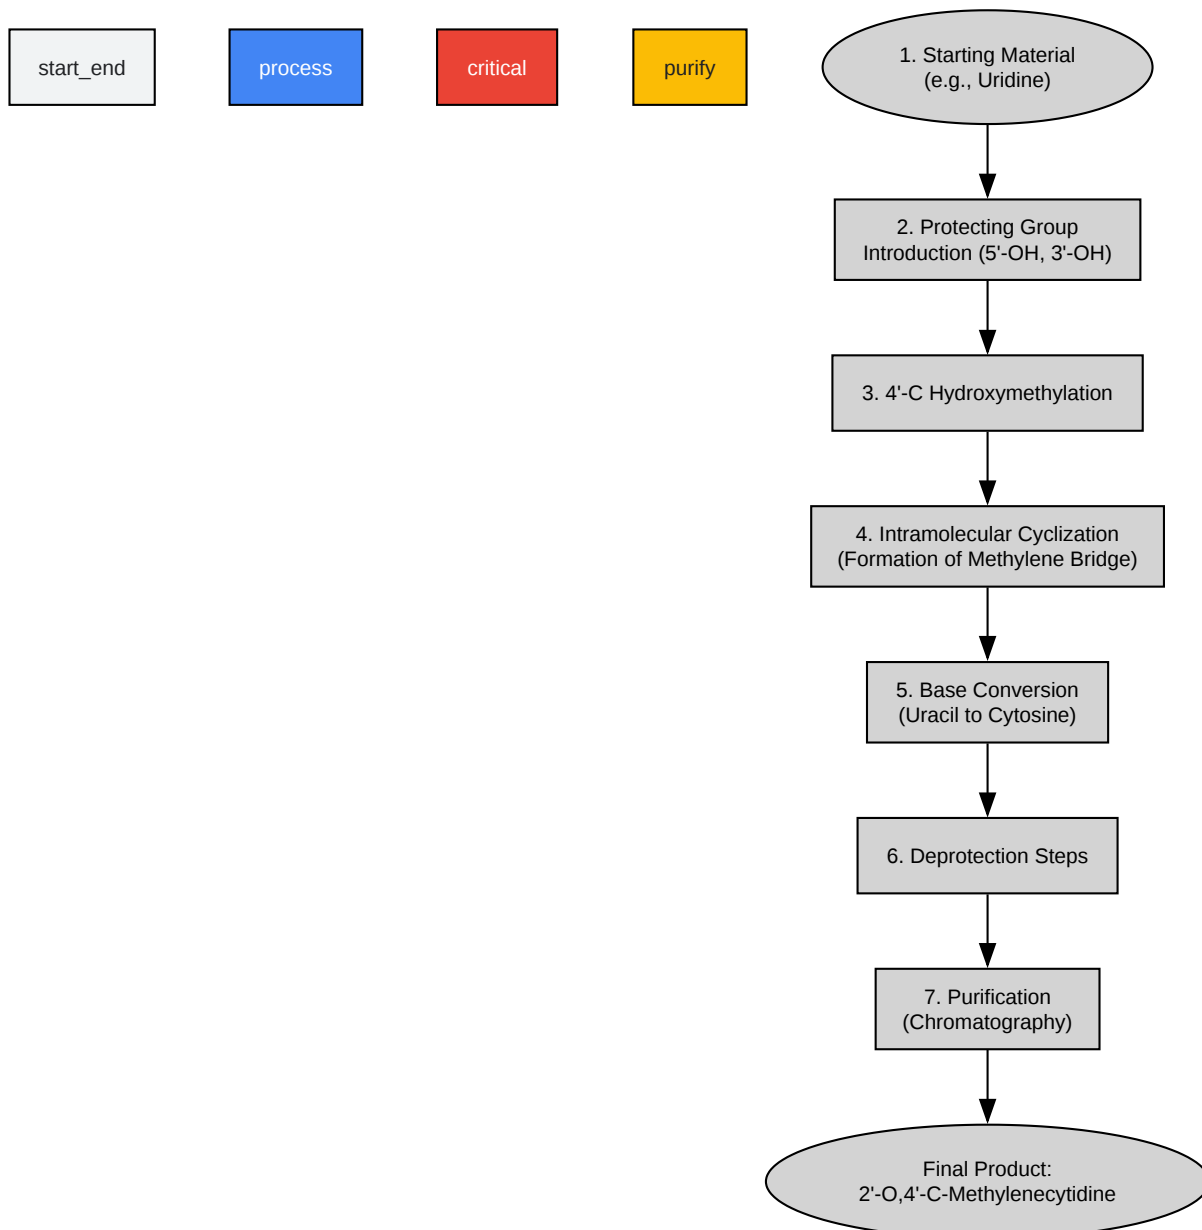 start_end
process
critical
purify
1. Starting Material
(e.g., Uridine)
2. Protecting Group
Introduction (5'-OH, 3'-OH)
3. 4'-C Hydroxymethylation
4. Intramolecular Cyclization
(Formation of Methylene Bridge)
5. Base Conversion
(Uracil to Cytosine)
6. Deprotection Steps
7. Purification
(Chromatography)
Final Product:
2'-O,4'-C-Methylenecytidine